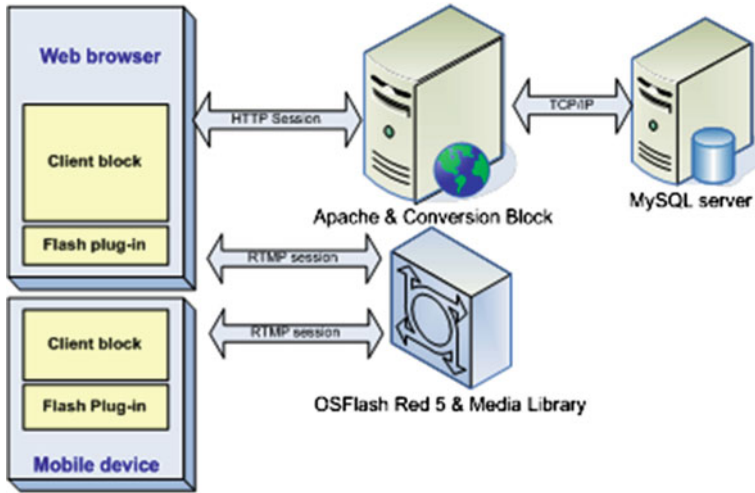 Web browser
Client block
Flash plug-in
HTTP Session
Apache & Conversion Block
TCP/IP
MySQL server
RTMP session
RTMP session
OSFlash Red 5 & Media Library
Client block
Flash Plug-in
Mobile device